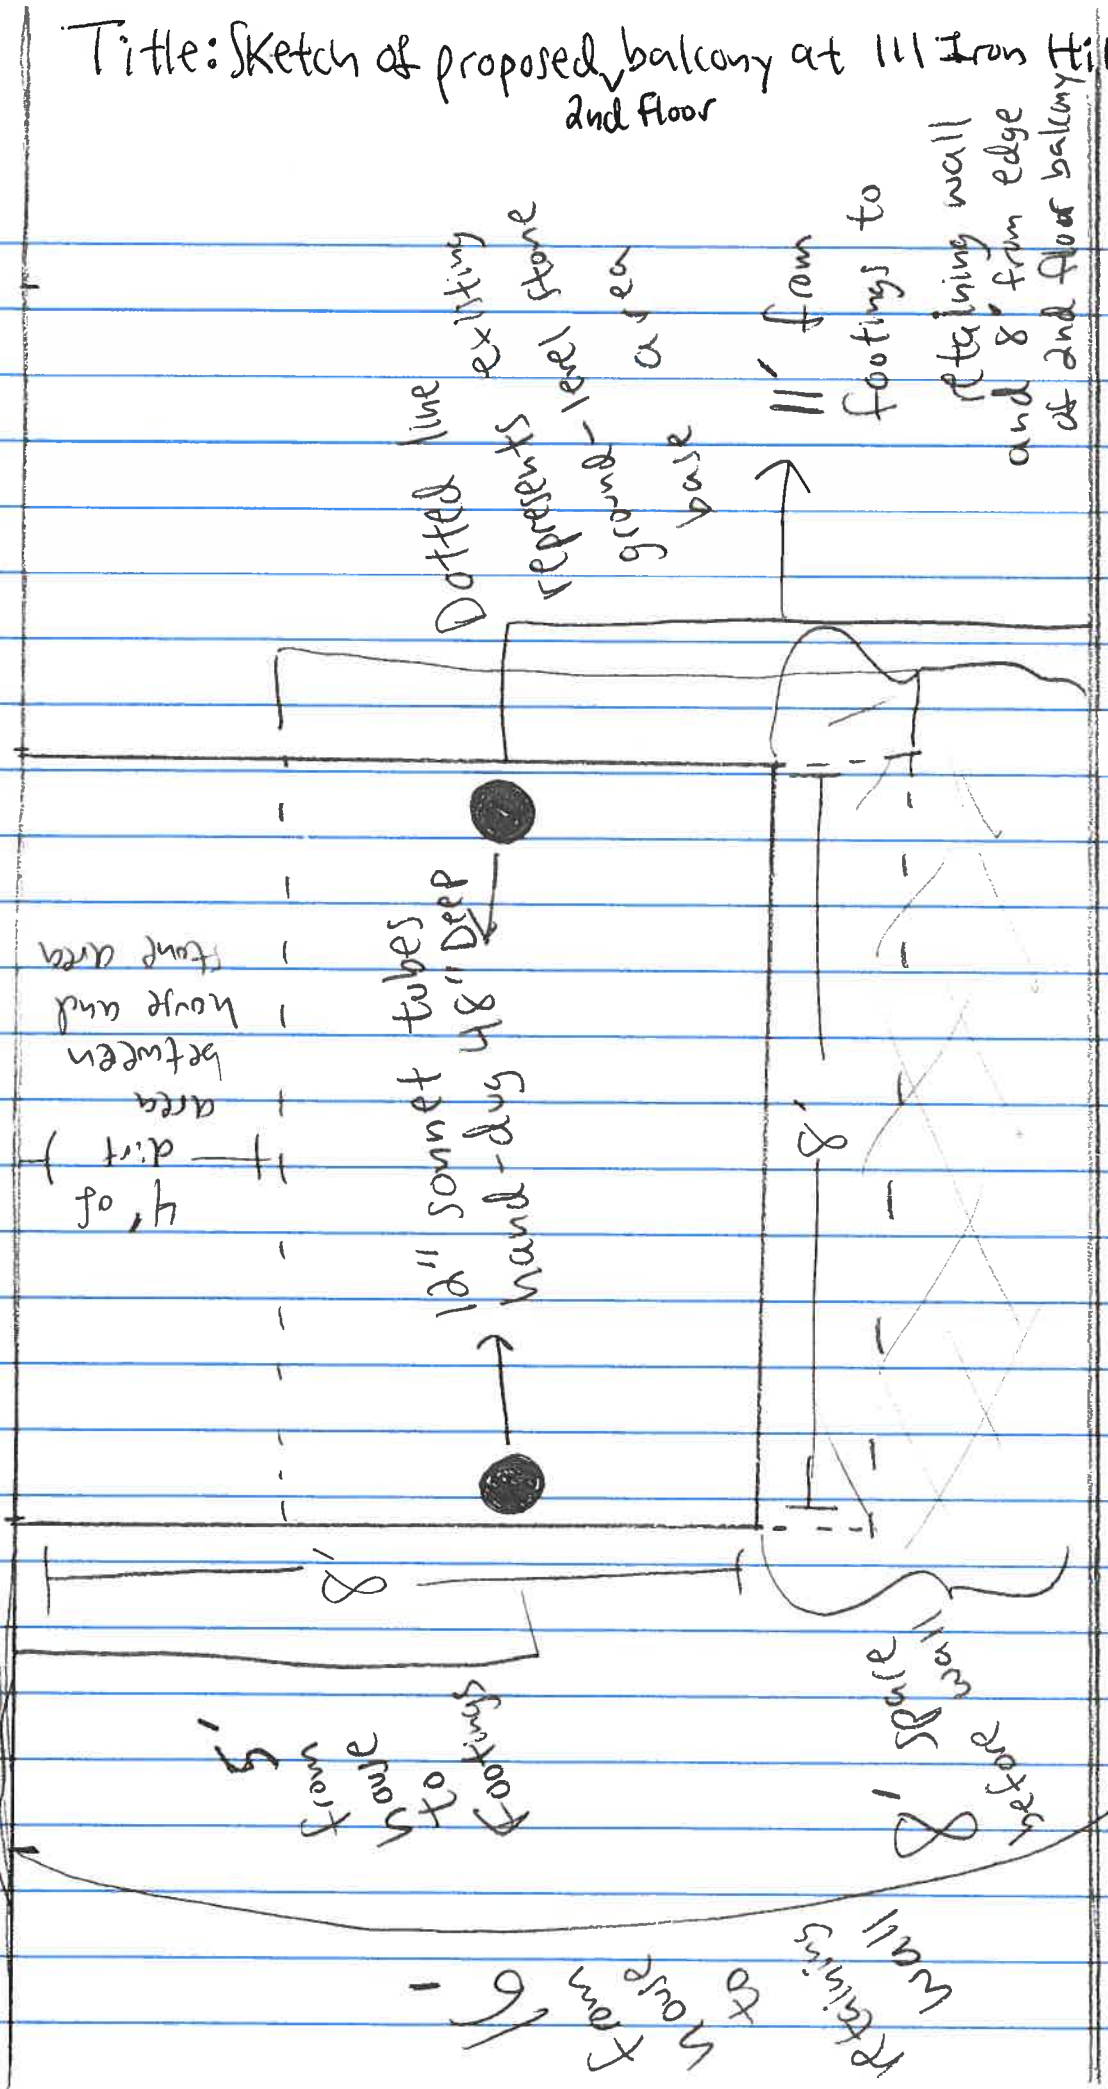 Title: Sketch of proposed balcony at 111 Iron Hil
2nd floor
Dotted line
represents existing
ground-level stone
area
base
11' from
footings to
retaining wall
and 8' from edge
of 2nd floor balcony
4' of
dirt
area
between
house and
stone area
12" sonnet tubes
hand-dug 48" Deep
8'
8'
5'
from
house
to
footings
8' space
before wall
16'
from
house
to
retaining
wall